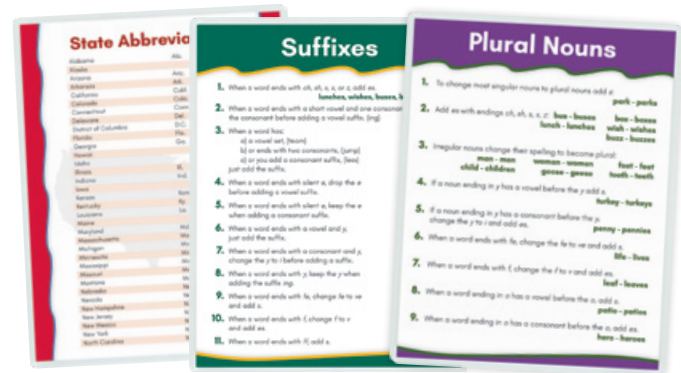 State Abbrevia
Alabama Ala.
Alaska
Arizona Ariz.
Arkansas Ark.
California Calif.
Colorado Colo.
Connecticut Conn.
Delaware Del.
District of Columbia D.C.
Florida Fla.
Georgia Ga.
Hawaii
Idaho
Illinois Ill.
Indiana Ind.
Iowa
Kansas
Kentucky Ky.
Louisiana La.
Maine
Maryland
Massachusetts
Michigan
Minnesota
Mississippi
Missouri
Montana
Nebraska
Nevada
New Hampshire
New Jersey
New Mexico
New York
North Carolina
Suffixes
1. When a word ends with ch, sh, s, x, or z, add es.
lunches, wishes, buses, b
2. When a word ends with a short vowel and one consonant
the consonant before adding a vowel suffix. (ing)
3. When a word has:
a) a vowel set, (team)
b) or ends with two consonants, (jump)
c) or you add a consonant suffix, (less)
just add the suffix.
4. When a word ends with silent e, drop the e
before adding a vowel suffix.
5. When a word ends with silent e, keep the e
when adding a consonant suffix.
6. When a word ends with a vowel and y,
just add the suffix.
7. When a word ends with a consonant and y,
change the y to i before adding a suffix.
8. When a word ends with y, keep the y when
adding the suffix ing.
9. When a word ends with fe, change fe to ve
and add s.
10. When a word ends with f, change f to v
and add es.
11. When a word ends with ff, add s.
Plural Nouns
1. To change most singular nouns to plural nouns add s.
park - parks
2. Add es with endings ch, sh, s, x, z: bus - buses box - boxes
lunch - lunches wish - wishes
buzz - buzzes
3. Irregular nouns change their spelling to become plural:
man - men woman - women foot - feet
child - children goose - geese tooth - teeth
4. If a noun ending in y has a vowel before the y add s.
turkey - turkeys
5. If a noun ending in y has a consonant before the y,
change the y to i and add es.
penny - pennies
6. When a word ends with fe, change the fe to ve and add s.
life - lives
7. When a word ends with f, change the f to v and add es.
leaf - leaves
8. When a word ending in o has a vowel before the o, add s.
patio - patios
9. When a word ending in o has a consonant before the o, add es.
hero - heroes